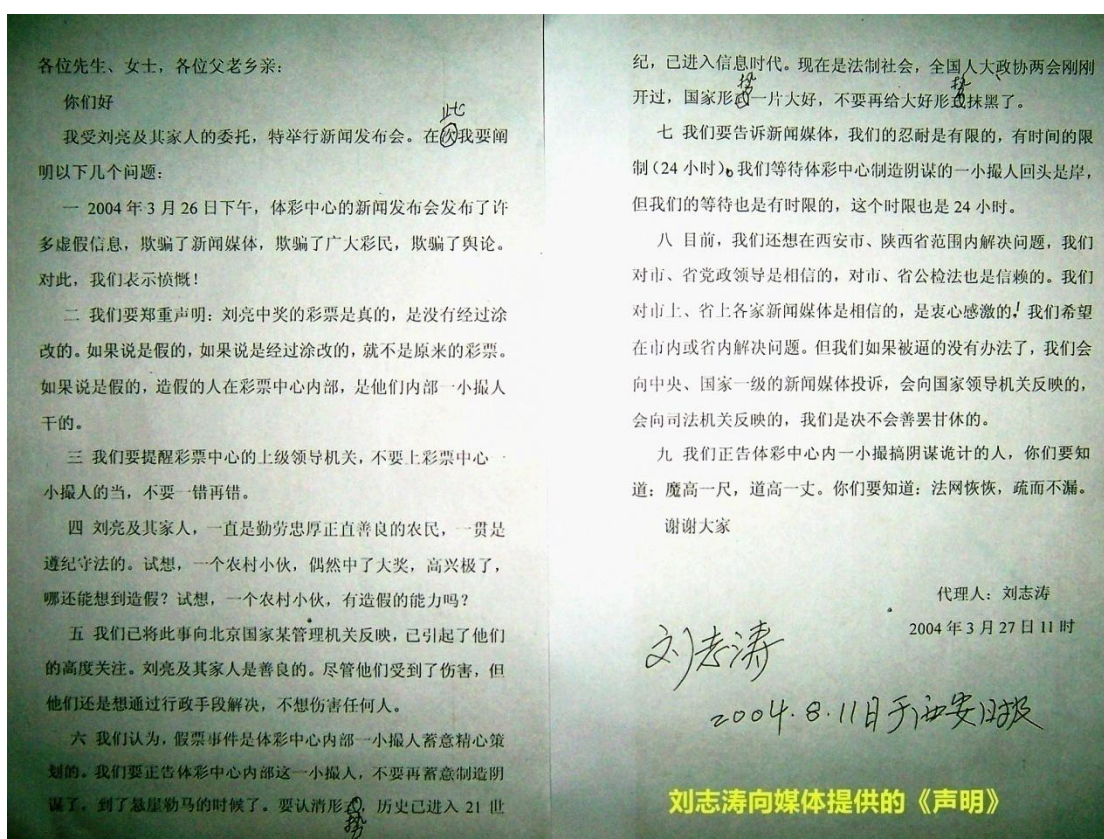 各位先生、女士，各位父老乡亲：
你们好
此
我受刘亮及其家人的委托，特举行新闻发布会。在次我要阐
明以下几个问题：
一 2004年3月26日下午，体彩中心的新闻发布会发布了许
多虚假信息，欺骗了新闻媒体，欺骗了广大彩民，欺骗了舆论。
对此，我们表示愤慨！
二 我们要郑重声明：刘亮中奖的彩票是真的，是没有经过涂
改的。如果说是假的，如果说是经过涂改的，就不是原来的彩票。
如果说是假的，造假的人在彩票中心内部，是他们内部一小撮人
干的。
三 我们要提醒彩票中心的上级领导机关，不要上彩票中心一
小撮人的当，不要一错再错。
四 刘亮及其家人，一直是勤劳忠厚正直善良的农民，一贯是
遵纪守法的。试想，一个农村小伙，偶然中了大奖，高兴极了，
哪还能想到造假？试想，一个农村小伙，有造假的能力吗？
五 我们已将此事向北京国家某管理机关反映，已引起了他们
的高度关注。刘亮及其家人是善良的。尽管他们受到了伤害，但
他们还是想通过行政手段解决，不想伤害任何人。
六 我们认为，假票事件是体彩中心内部一小撮人蓄意精心策
划的。我们要正告体彩中心内部这一小撮人，不要再蓄意制造阴
谋了，到了悬崖勒马的时候了。要认清形式，历史已进入21世
势
纪，已进入信息时代。现在是法制社会，全国人大政协两会刚刚
势 势
开过，国家形式一片大好，不要再给大好形式抹黑了。
七 我们要告诉新闻媒体，我们的忍耐是有限的，有时间的限
制（24小时）。我们等待体彩中心制造阴谋的一小撮人回头是岸，
但我们的等待也是有时限的，这个时限也是24小时。
八 目前，我们还想在西安市、陕西省范围内解决问题，我们
对市、省党政领导是相信的，对市、省公检法也是信赖的。我们
对市上、省上各家新闻媒体是相信的，是衷心感激的！我们希望
在市内或省内解决问题。但我们如果被逼的没有办法了，我们会
向中央、国家一级的新闻媒体投诉，会向国家领导机关反映的，
会向司法机关反映的，我们是决不会善罢甘休的。
九 我们正告体彩中心内一小撮搞阴谋诡计的人，你们要知
道：魔高一尺，道高一丈。你们要知道：法网恢恢，疏而不漏。
谢谢大家
代理人：刘志涛
2004年3月27日11时
刘志涛
2004.8.11日于西安日报
刘志涛向媒体提供的《声明》